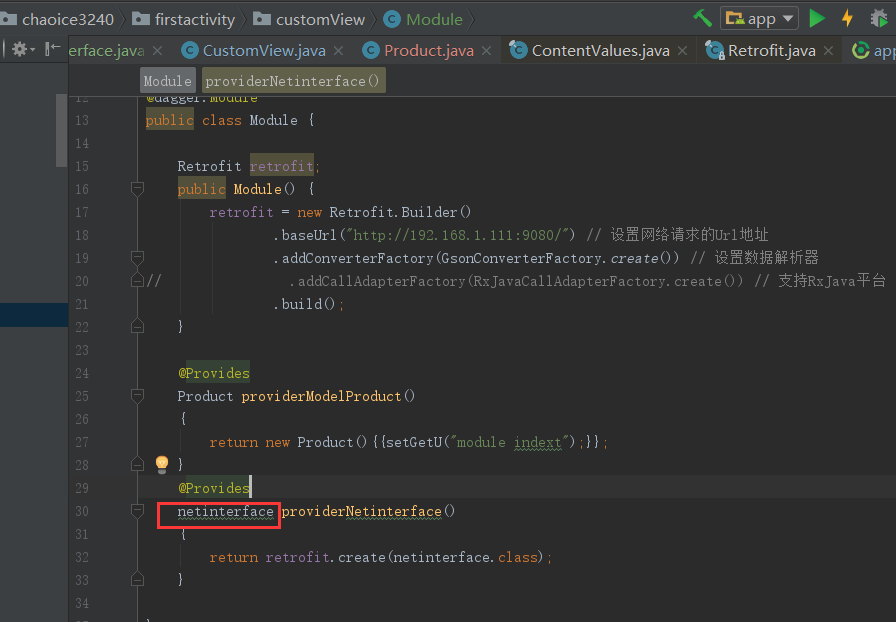 chaoice3240 firstactivity customView Module app
erface.java CustomView.java Product.java ContentValues.java Retrofit.java app
Module providerNetinterface()
12 @dagger.Module
13 public class Module {
14
15 Retrofit retrofit;
16 public Module() {
17 retrofit = new Retrofit.Builder()
18 .baseUrl("http://192.168.1.111:9080/") // 设置网络请求的Url地址
19 .addConverterFactory(GsonConverterFactory.create()) // 设置数据解析器
20 // .addCallAdapterFactory(RxJavaCallAdapterFactory.create()) // 支持RxJava平台
21 .build();
22 }
23
24 @Provides
25 Product providerModelProduct()
26 {
27 return new Product(){{setGetU("module indext");}};
28 }
29 @Provides
30 netinterface providerNetinterface()
31 {
32 return retrofit.create(netinterface.class);
33 }
34